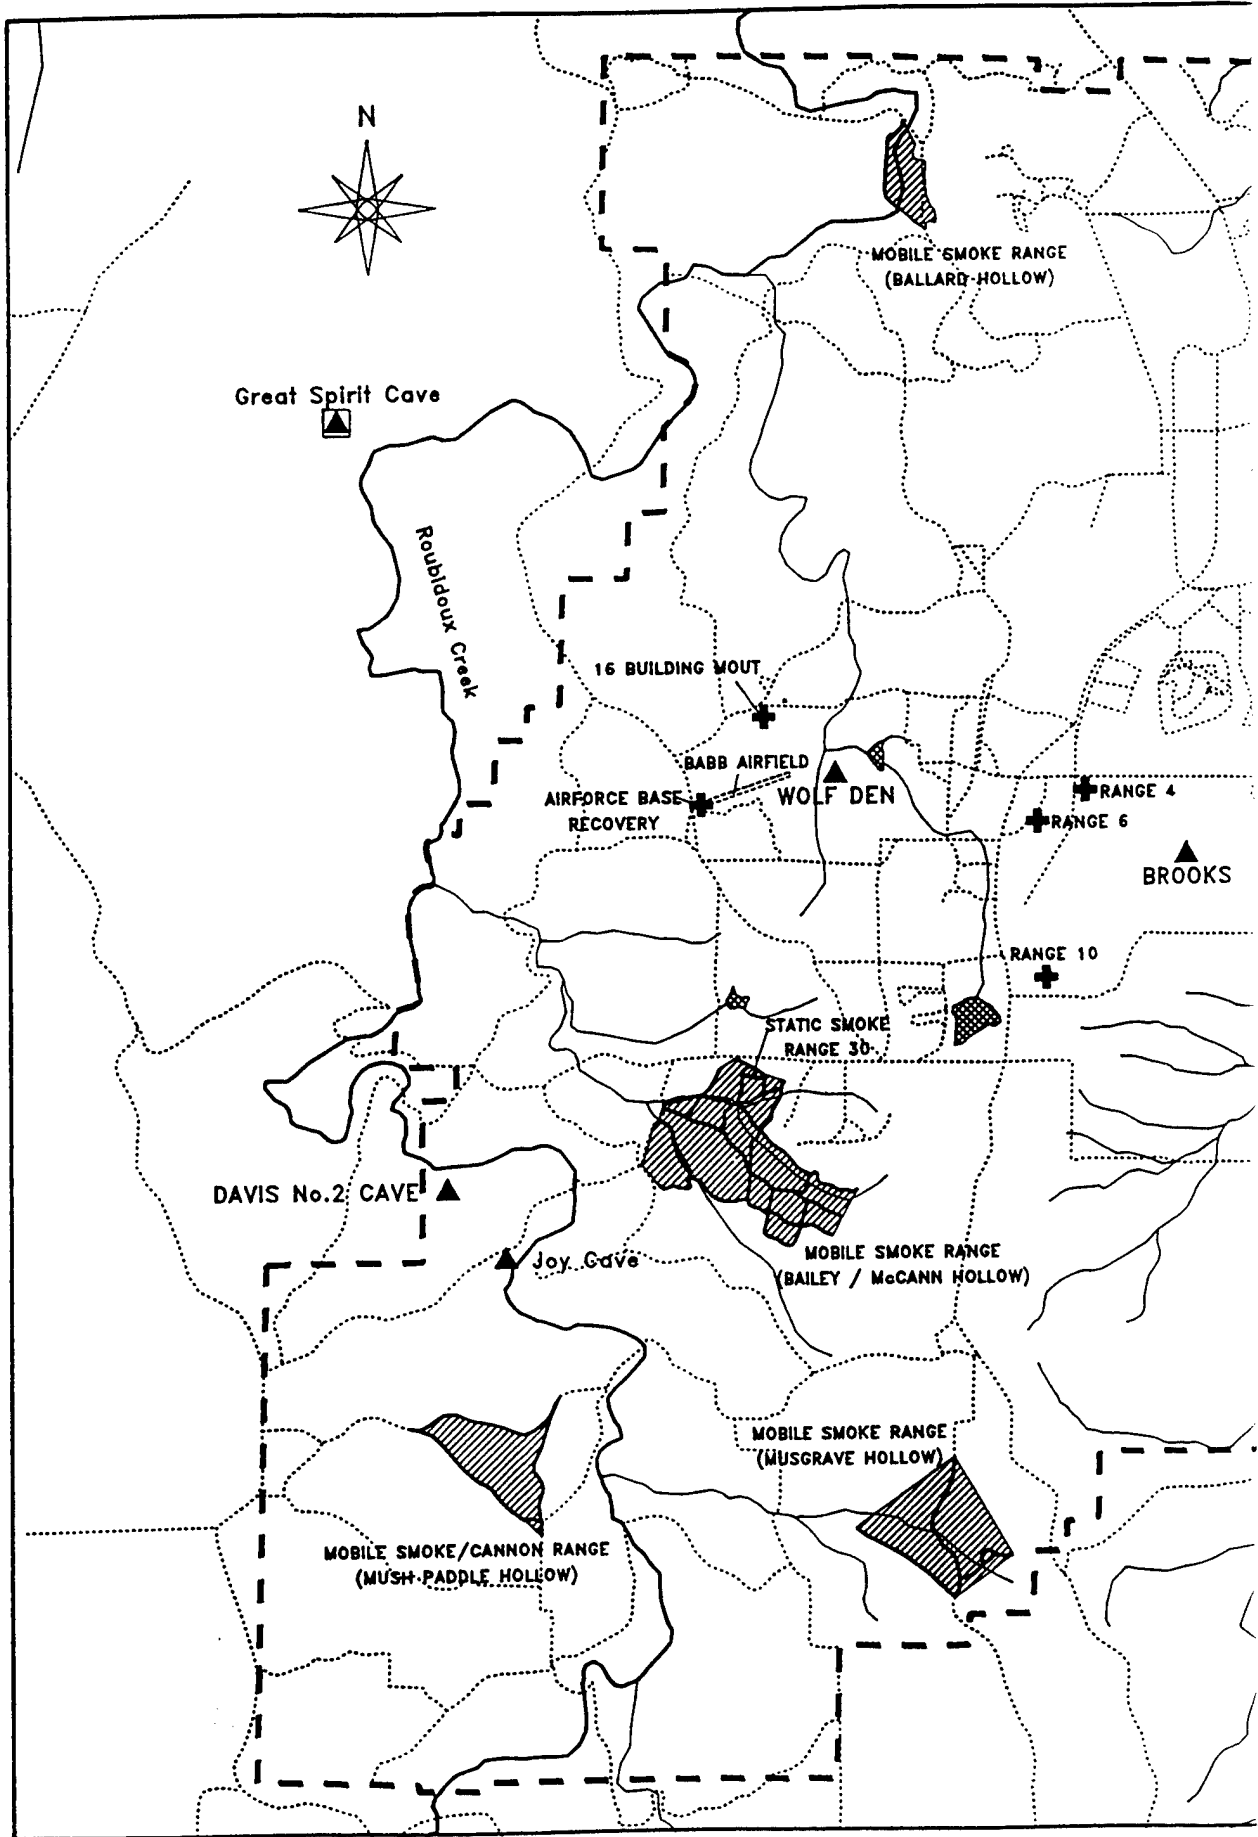 N
MOBILE SMOKE RANGE
(BALLARD HOLLOW)
Great Spirit Cave
Roubidoux Creek
16 BUILDING MOUT
BABB AIRFIELD
AIRFORCE BASE
RECOVERY
WOLF DEN
RANGE 4
RANGE 6
BROOKS
RANGE 10
STATIC SMOKE
RANGE 30
DAVIS No.2 CAVE
Joy Cave
MOBILE SMOKE RANGE
(BAILEY / McCANN HOLLOW)
MOBILE SMOKE RANGE
(MUSGRAVE HOLLOW)
MOBILE SMOKE/CANNON RANGE
(MUSH PADDLE HOLLOW)